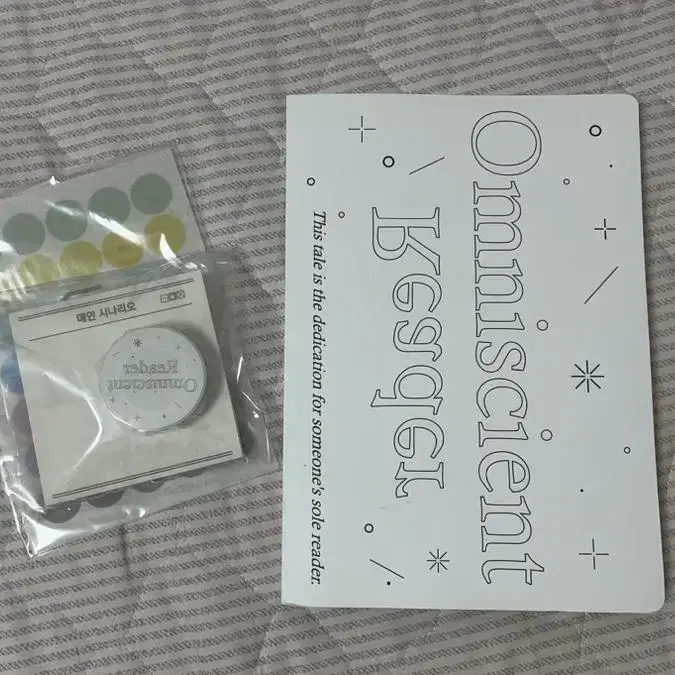 Omniscient
Reader
This tale is the dedication for someone's sole reader.
메인 시나리오
Omniscient
Reader